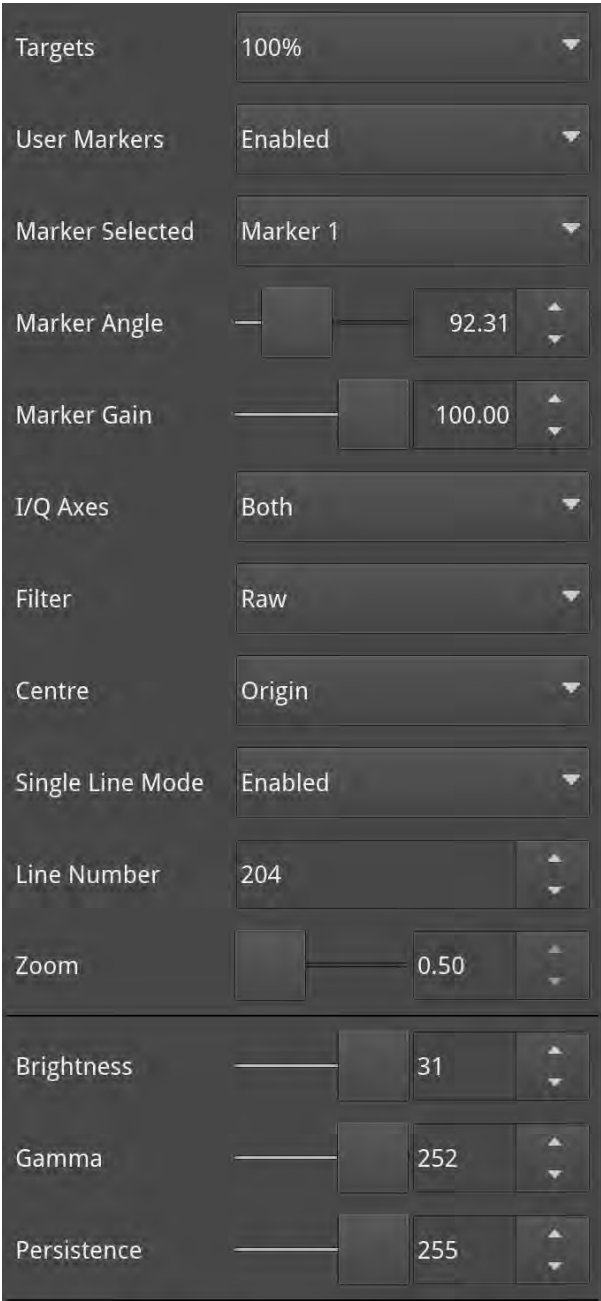 Targets 100%
User Markers Enabled
Marker Selected Marker 1
Marker Angle 92.31
Marker Gain 100.00
I/Q Axes Both
Filter Raw
Centre Origin
Single Line Mode Enabled
Line Number 204
Zoom 0.50
Brightness 31
Gamma 252
Persistence 255